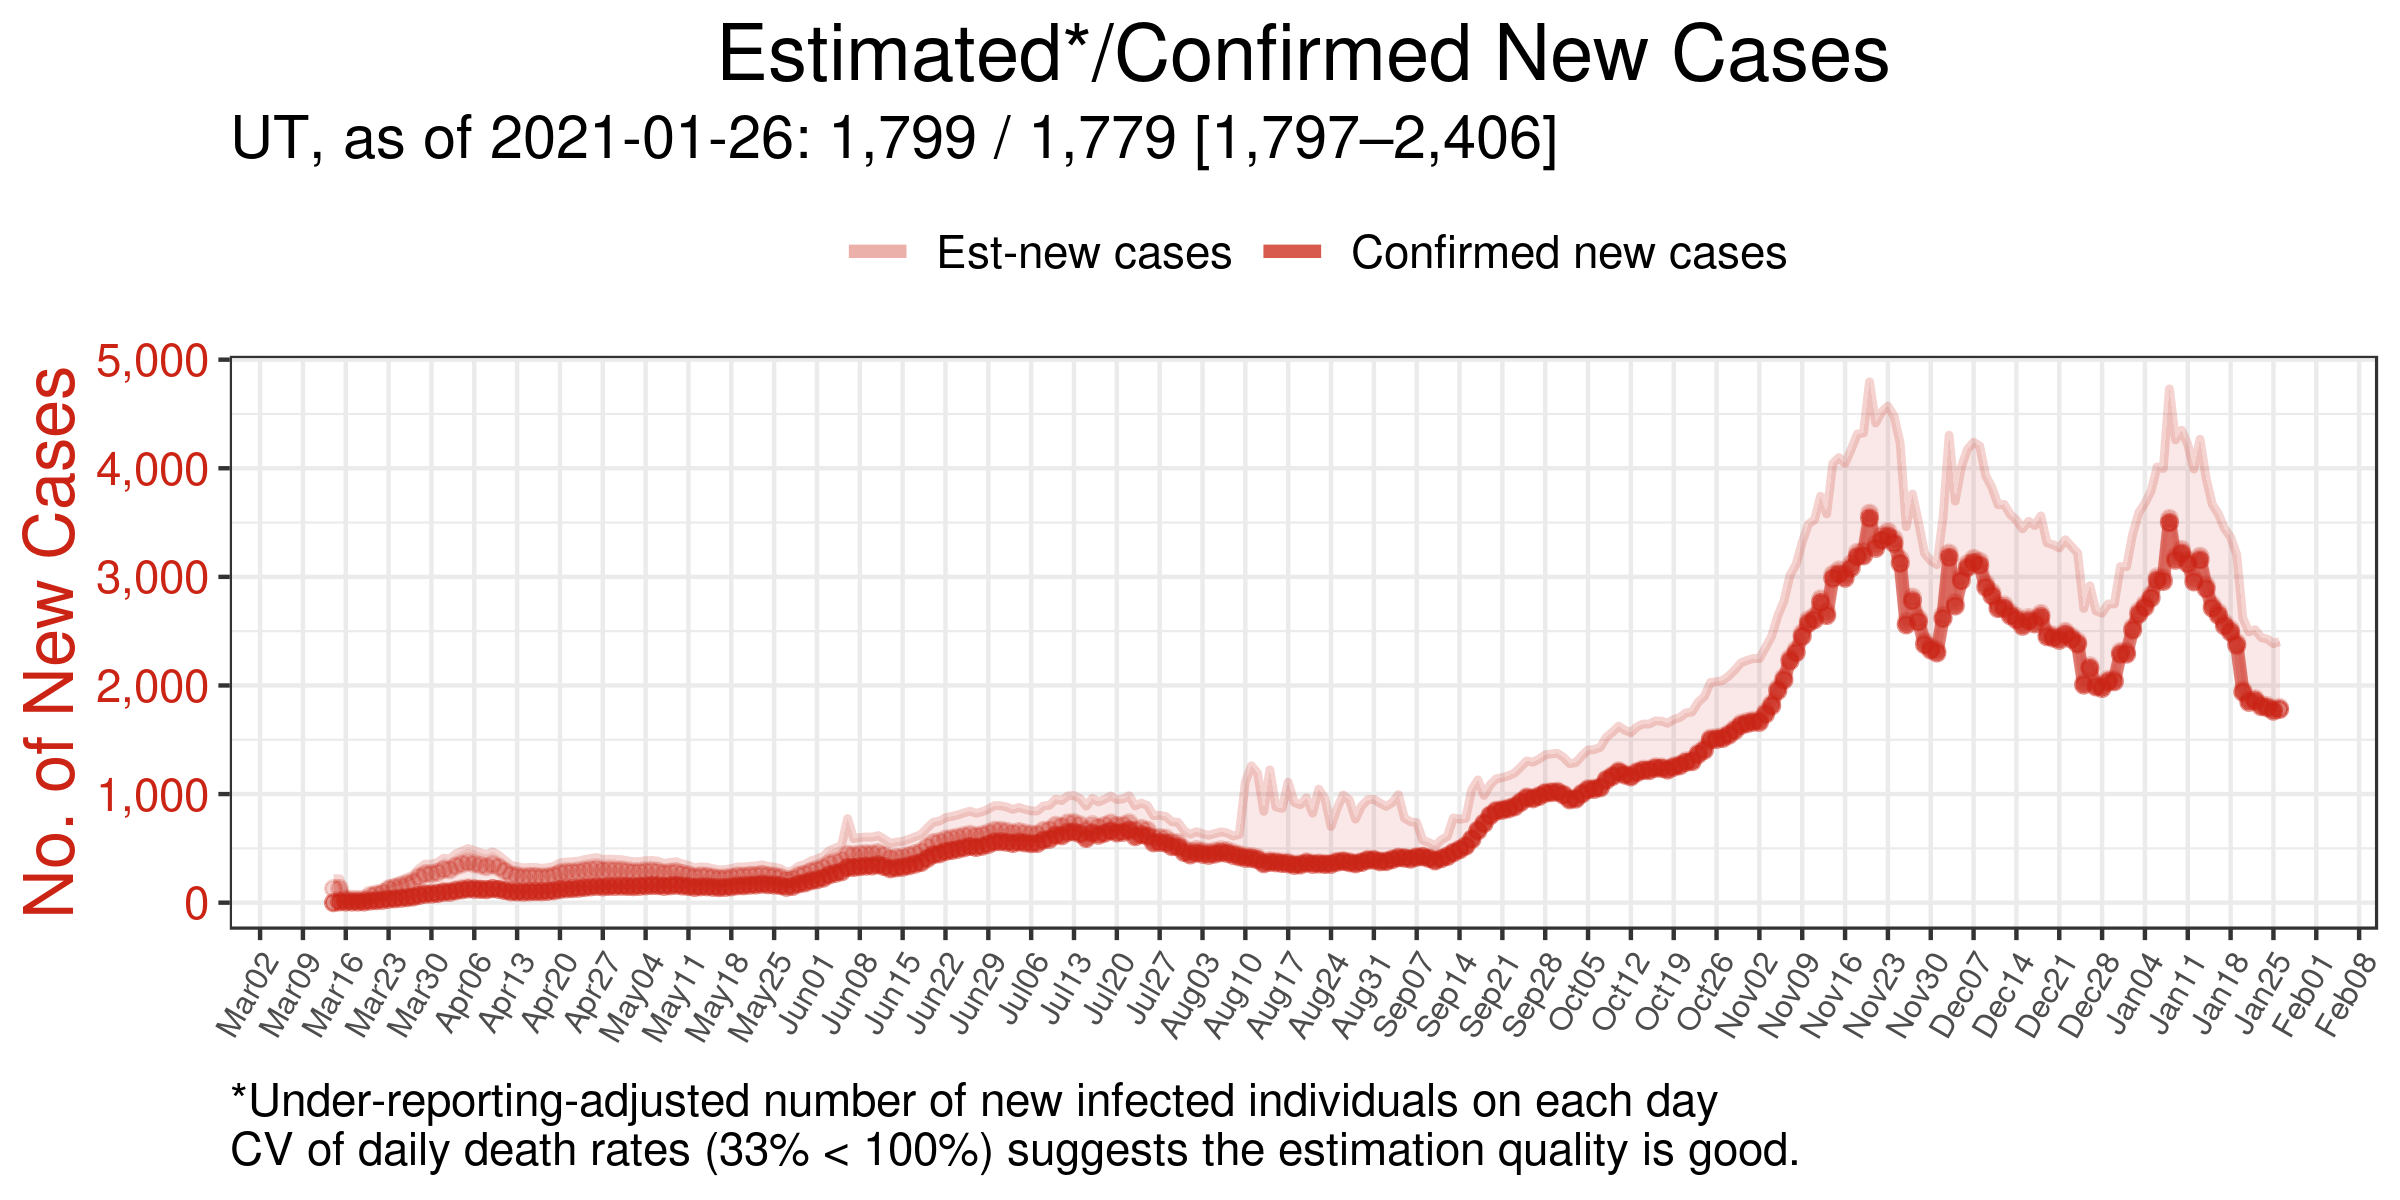 Estimated*/Confirmed New Cases
UT, as of 2021-01-26: 1,799 / 1,779 [1,797–2,406]
Est-new cases
Confirmed new cases
No. of New Cases
5,000
4,000
3,000
2,000
1,000
0
Mar02
Mar09
Mar16
Mar23
Mar30
Apr06
Apr13
Apr20
Apr27
May04
May11
May18
May25
Jun01
Jun08
Jun15
Jun22
Jun29
Jul06
Jul13
Jul20
Jul27
Aug03
Aug10
Aug17
Aug24
Aug31
Sep07
Sep14
Sep21
Sep28
Oct05
Oct12
Oct19
Oct26
Nov02
Nov09
Nov16
Nov23
Nov30
Dec07
Dec14
Dec21
Dec28
Jan04
Jan11
Jan18
Jan25
Feb01
Feb08
*Under-reporting-adjusted number of new infected individuals on each day
CV of daily death rates (33% < 100%) suggests the estimation quality is good.